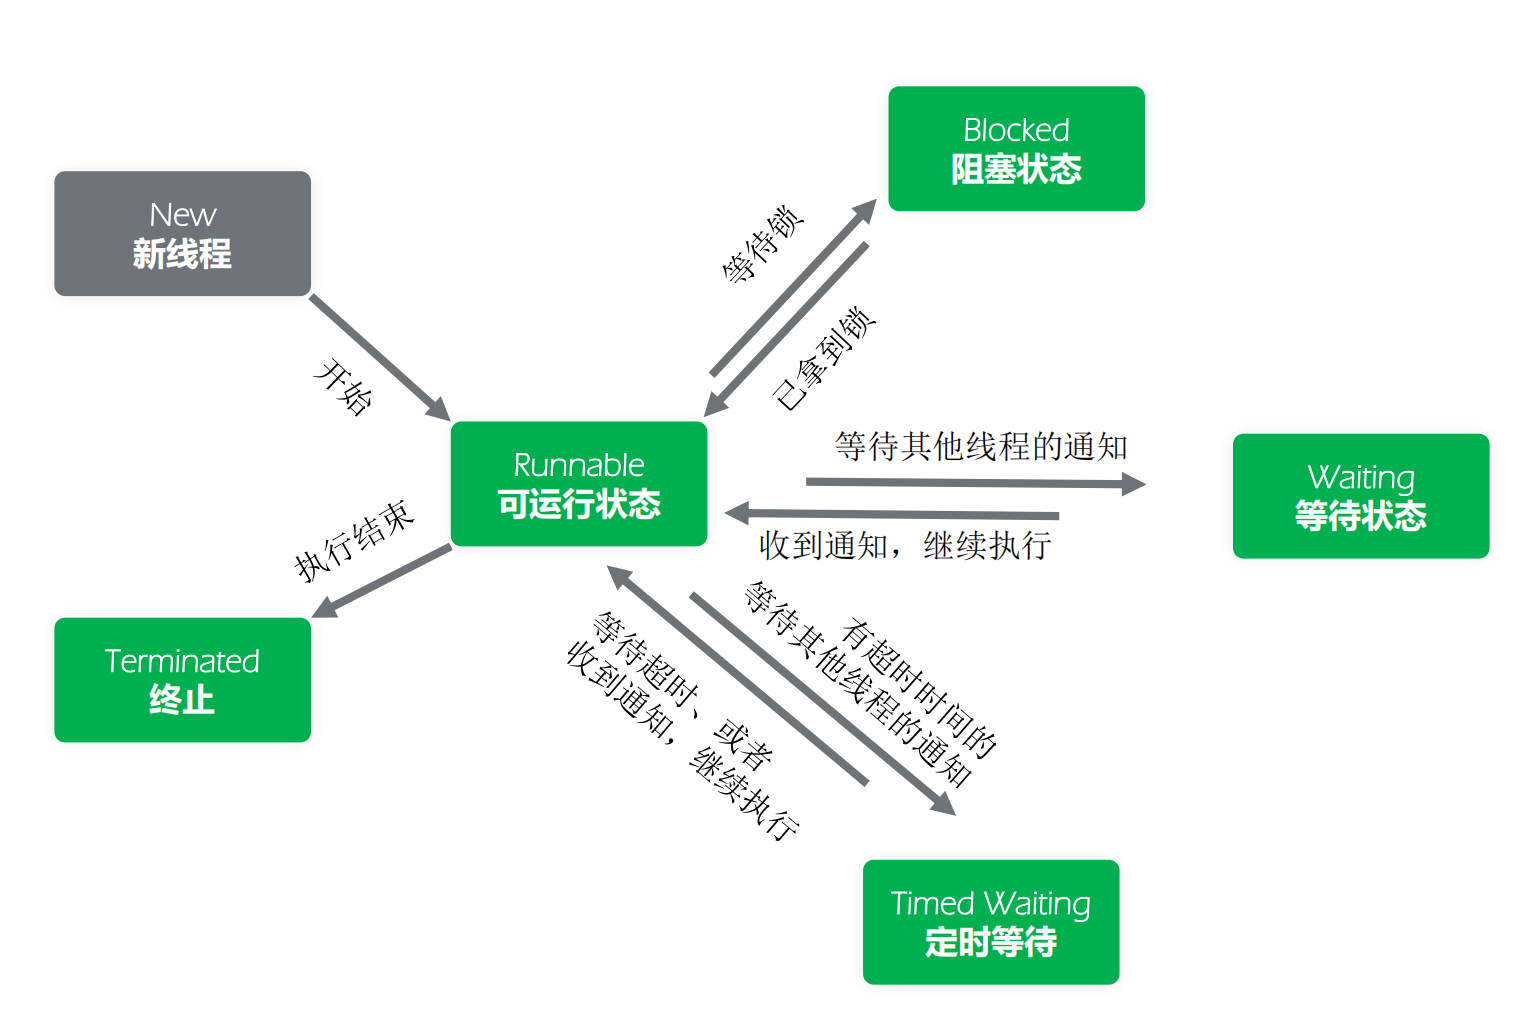 Blocked
阻塞状态
New
新线程
等待锁
已拿到锁
开始
等待其他线程的通知
Runnable
可运行状态
Waiting
等待状态
收到通知，继续执行
执行结束
有超时时间的
等待其他线程的通知
等待超时、或者
收到通知，继续执行
Terminated
终止
Timed Waiting
定时等待